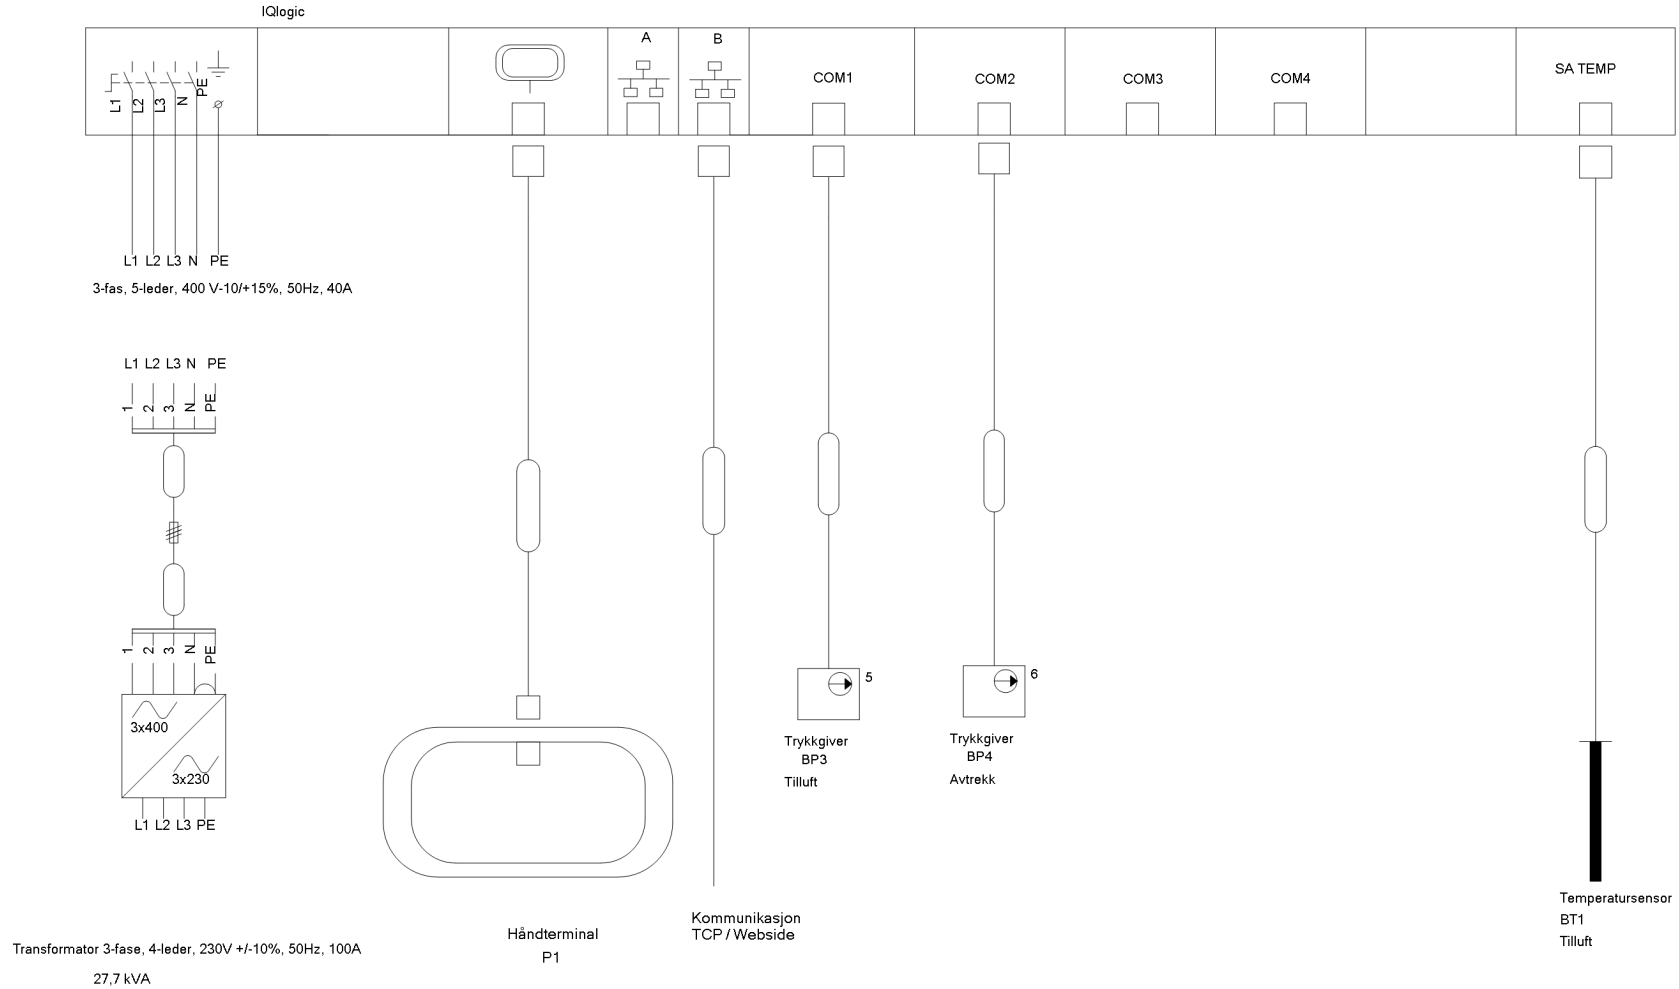 IQlogic
A
B
COM1
COM2
COM3
COM4
SA TEMP
L1
L2
L3
N
PE
L1 L2 L3 N PE
3-fas, 5-leder, 400 V-10/+15%, 50Hz, 40A
L1 L2 L3 N PE
1 2 3 N PE
1 2 3 N PE
3x400
3x230
L1 L2 L3 PE
Transformator 3-fase, 4-leder, 230V +/-10%, 50Hz, 100A
27,7 kVA
Håndterminal
P1
Kommunikasjon
TCP / Webside
5
Trykkgiver
BP3
Tilluft
6
Trykkgiver
BP4
Avtrekk
Temperatursensor
BT1
Tilluft